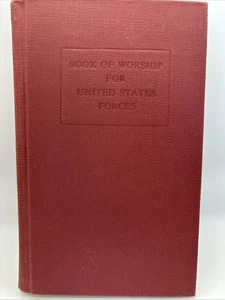 BOOK OF WORSHIP
FOR
UNITED STATES
FORCES